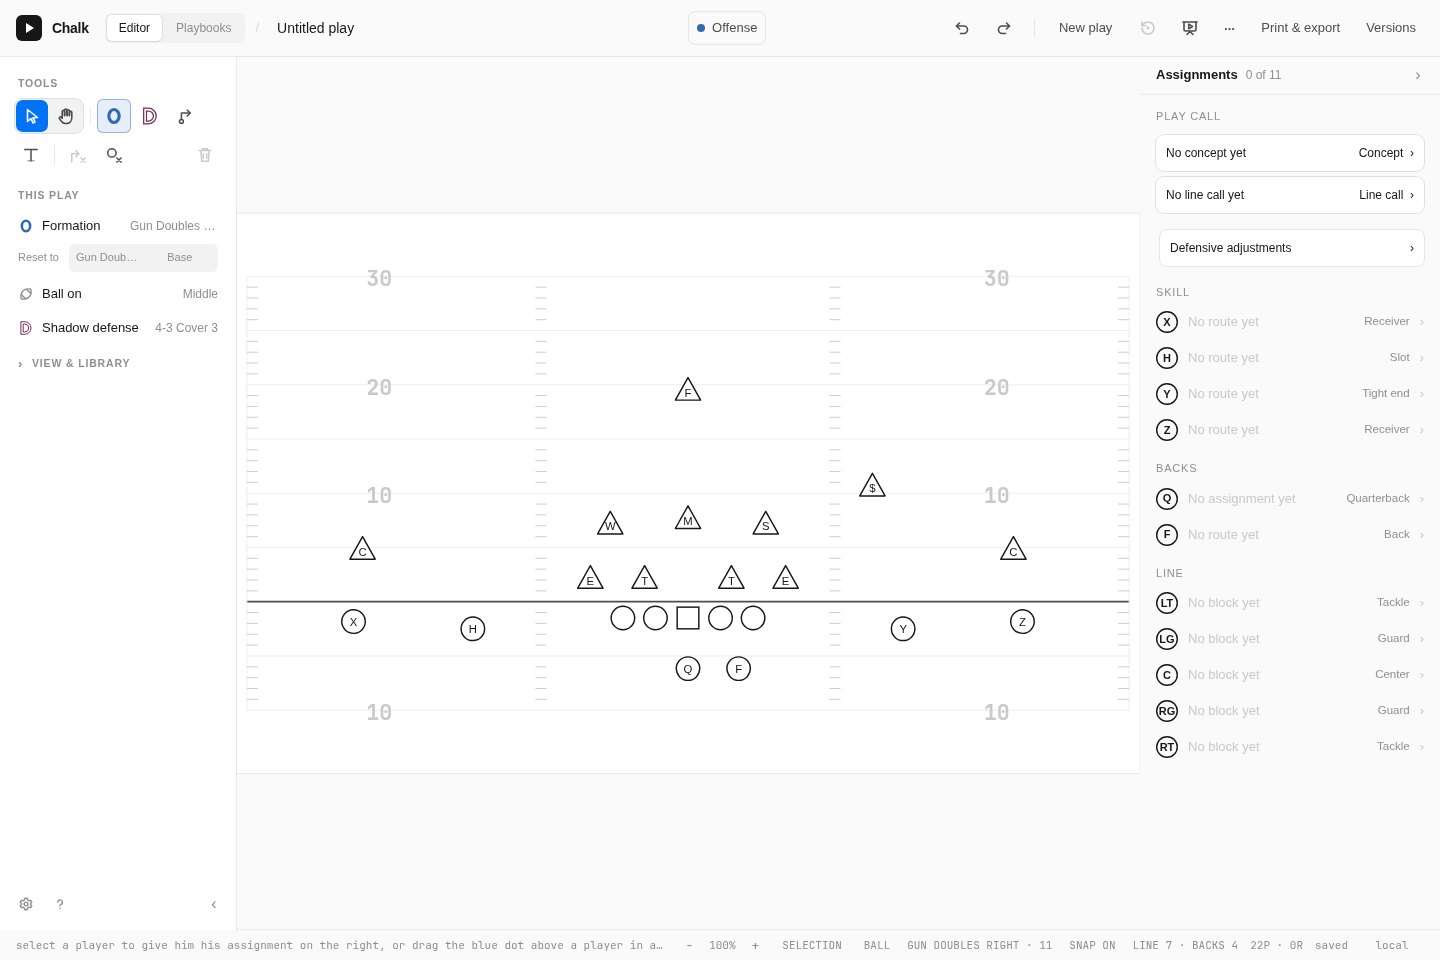 Chalk
Editor
Playbooks
/
Untitled play
Offense
New play
Print & export
Versions
TOOLS
THIS PLAY
Formation
Gun Doubles …
Reset to
Gun Doub…
Base
Ball on
Middle
Shadow defense
4-3 Cover 3
VIEW & LIBRARY
30
30
20
20
F
10
10
$
W
M
S
C
C
E
T
T
E
X
H
Y
Z
Q
F
10
10
Assignments
0 of 11
PLAY CALL
No concept yet
Concept
No line call yet
Line call
Defensive adjustments
SKILL
X
No route yet
Receiver
H
No route yet
Slot
Y
No route yet
Tight end
Z
No route yet
Receiver
BACKS
Q
No assignment yet
Quarterback
F
No route yet
Back
LINE
LT
No block yet
Tackle
LG
No block yet
Guard
C
No block yet
Center
RG
No block yet
Guard
RT
No block yet
Tackle
?
select a player to give him his assignment on the right, or drag the blue dot above a player in a…
-
100%
+
SELECTION
BALL
GUN DOUBLES RIGHT · 11
SNAP ON
LINE 7 · BACKS 4
22P · 0R
saved
local